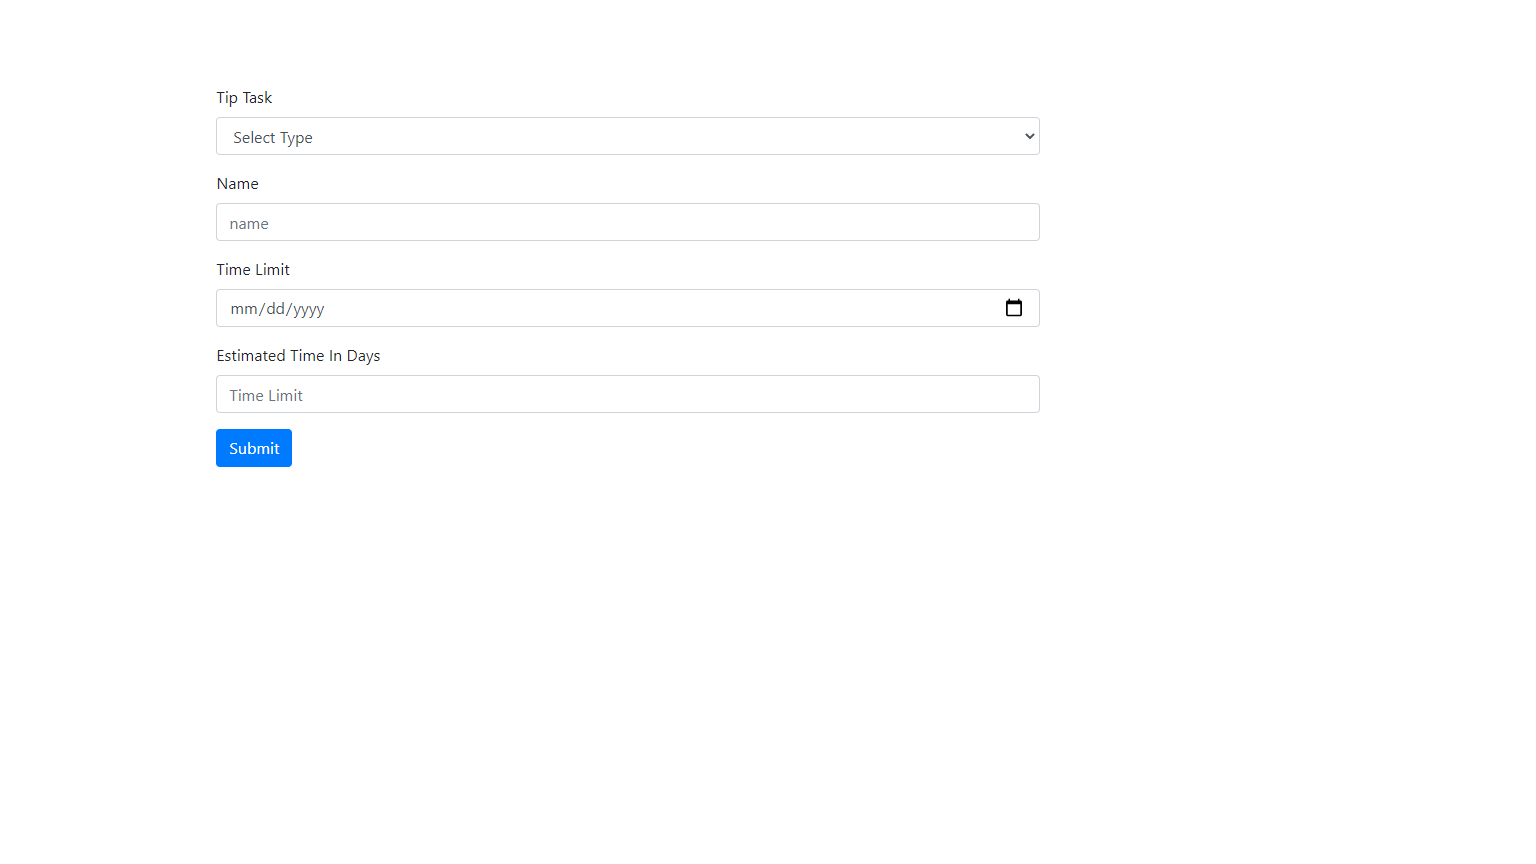 Tip Task
Select Type
Name
name
Time Limit
mm/dd/yyyy
Estimated Time In Days
Time Limit
Submit